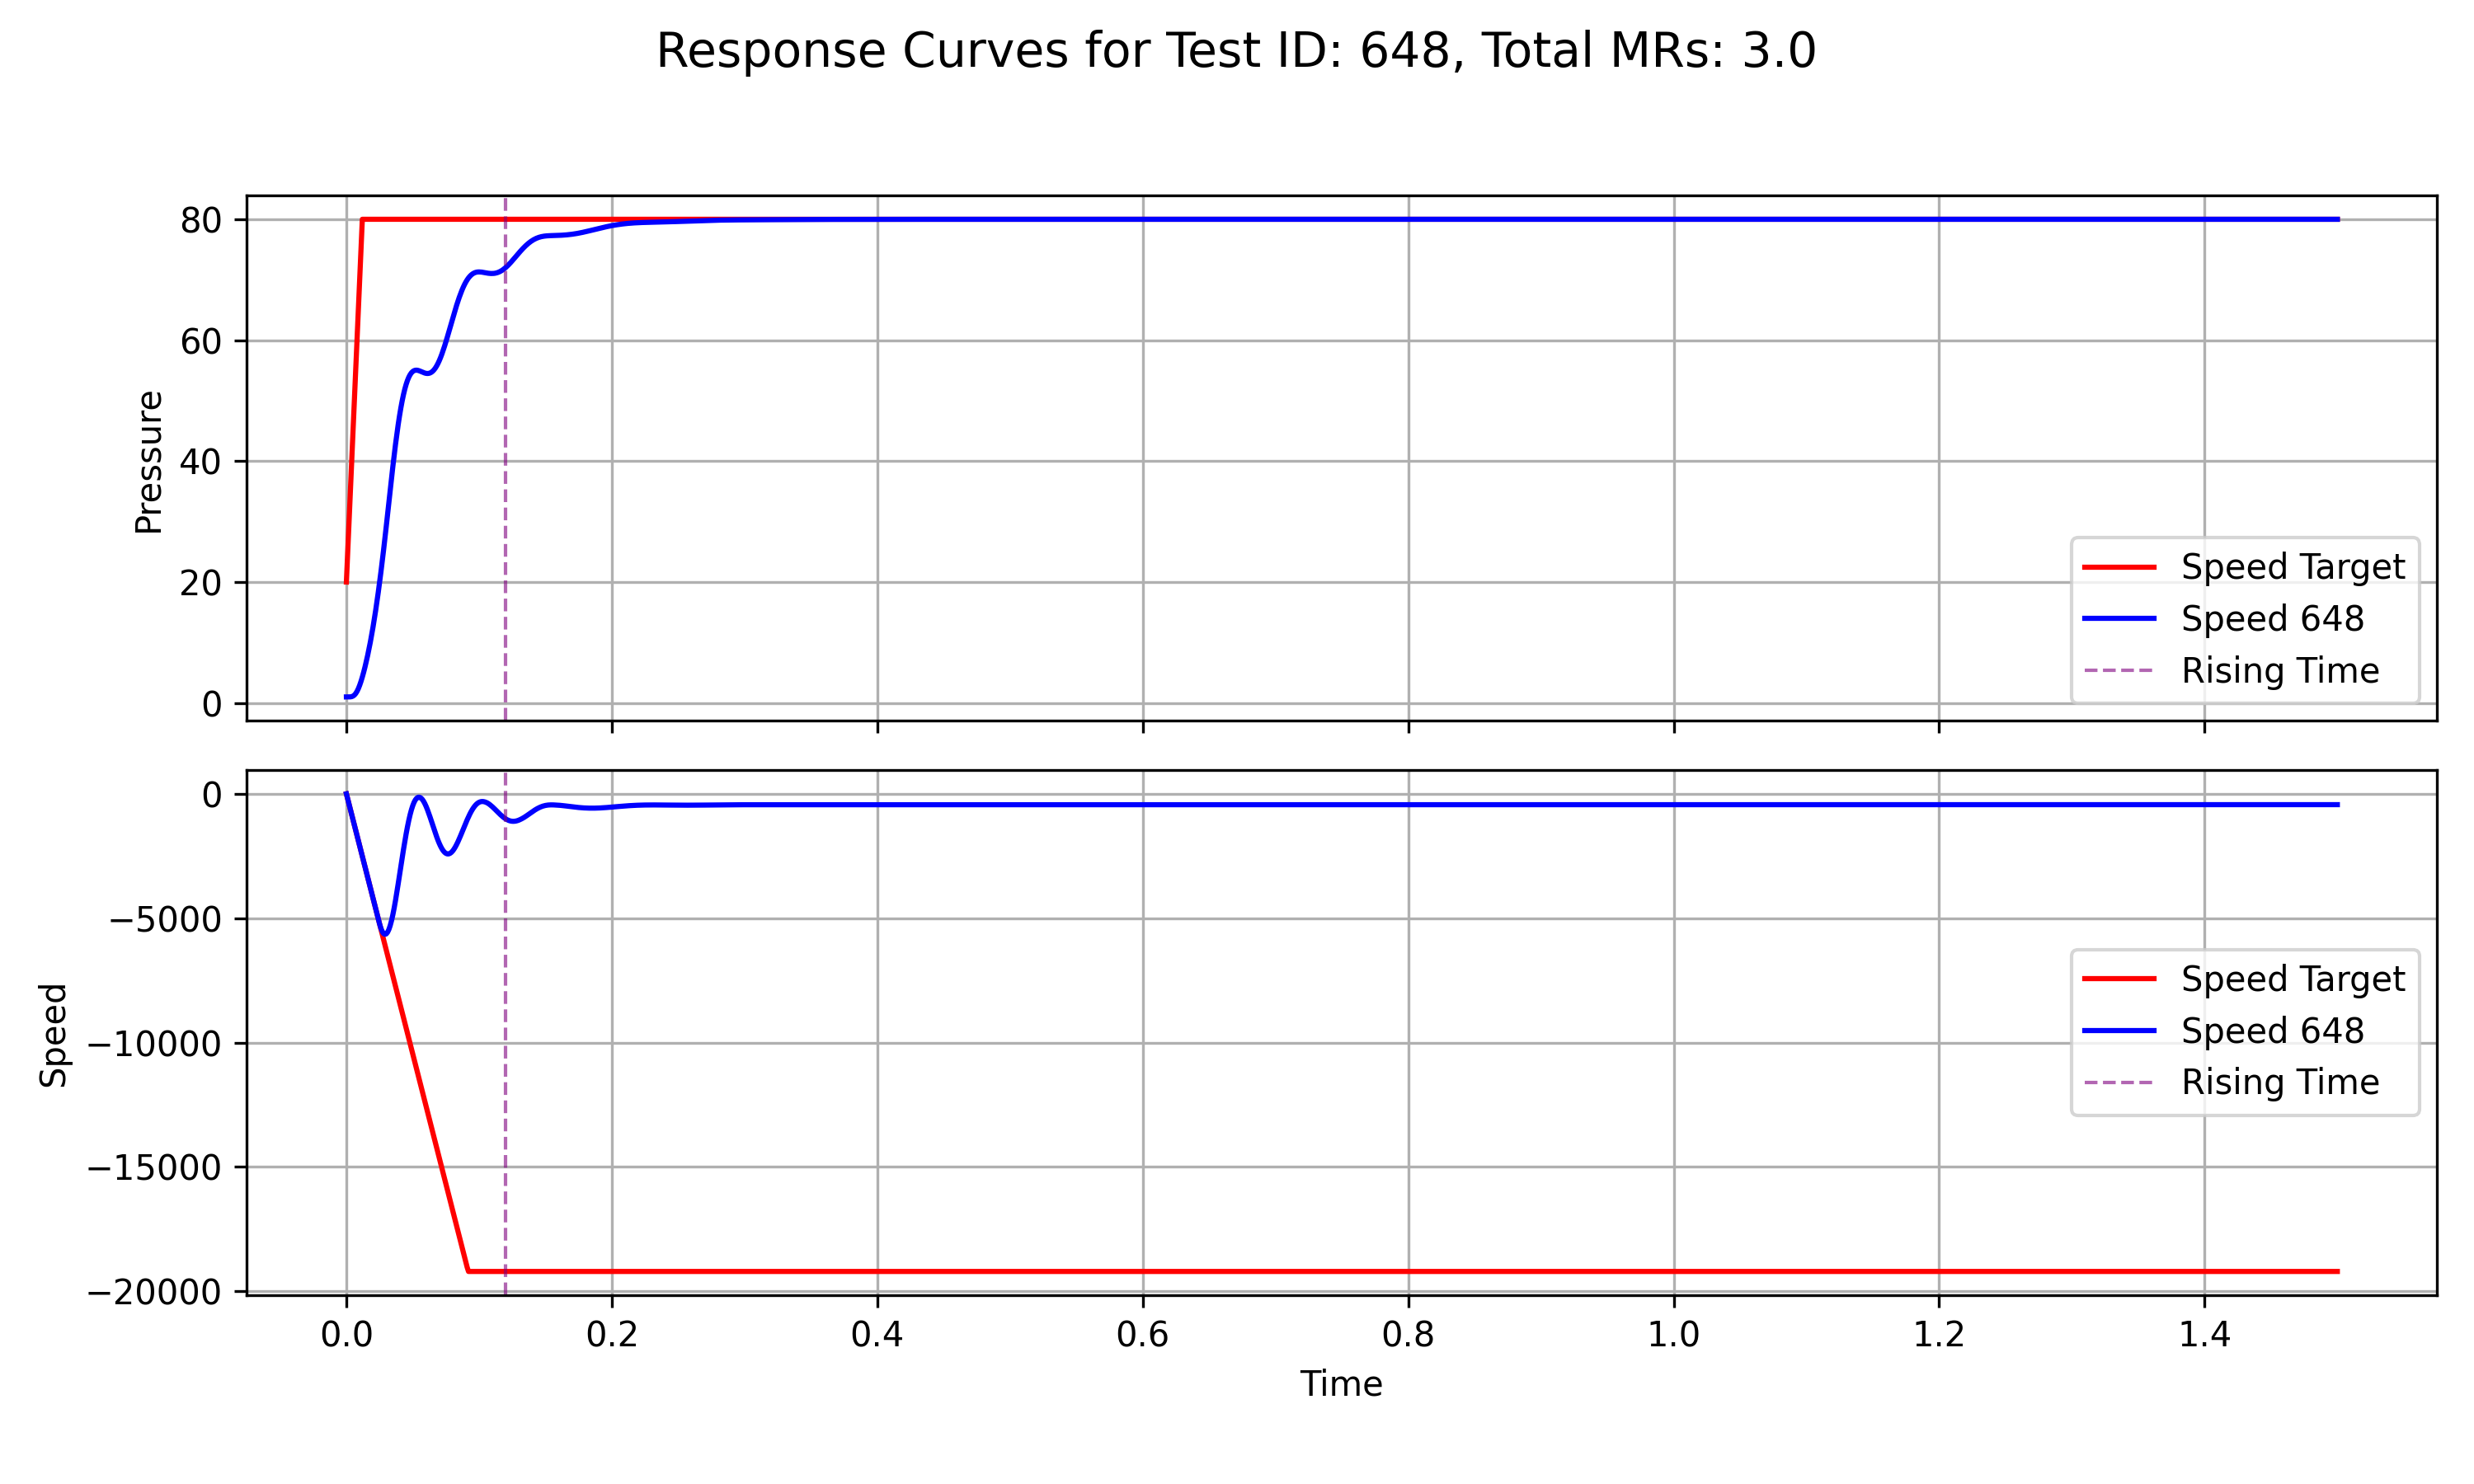 Response Curves for Test ID: 648, Total MRs: 3.0
80
60
40
20
0
Pressure
Speed Target
Speed 648
Rising Time
0
−5000
−10000
−15000
−20000
Speed
Speed Target
Speed 648
Rising Time
0.0 0.2 0.4 0.6 0.8 1.0 1.2 1.4
Time